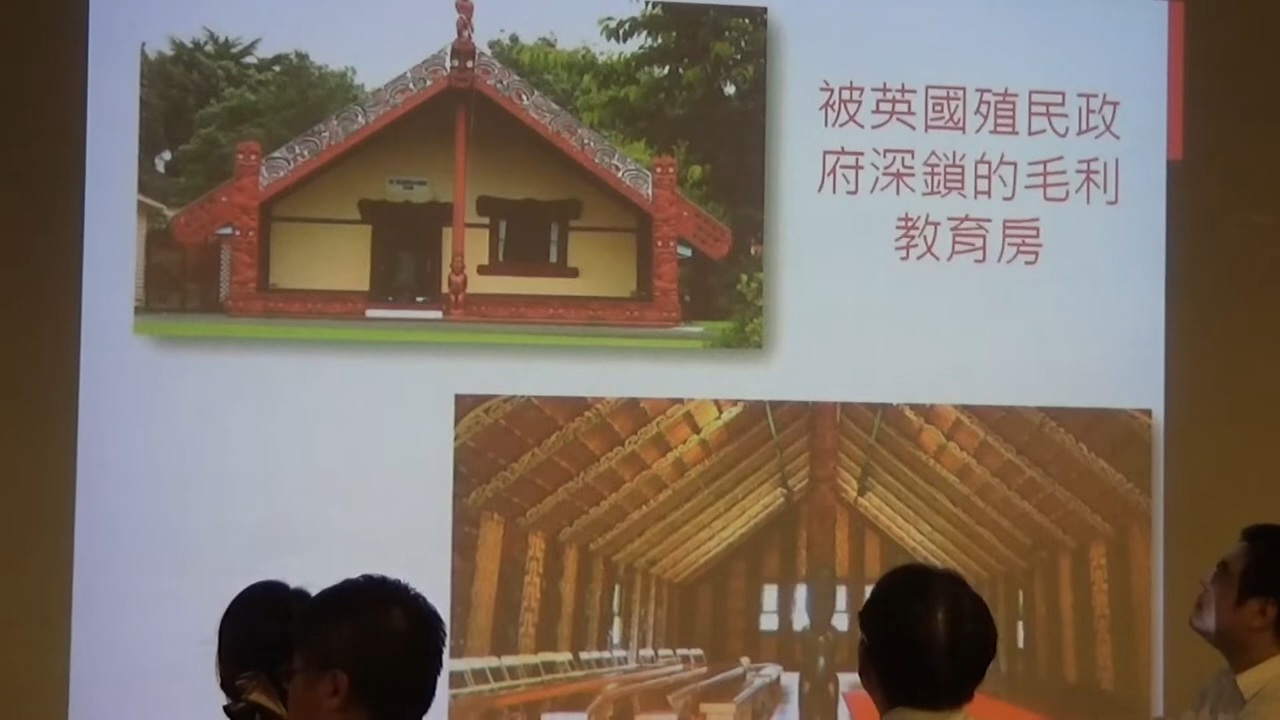 被英國殖民政
府深鎖的毛利
教育房